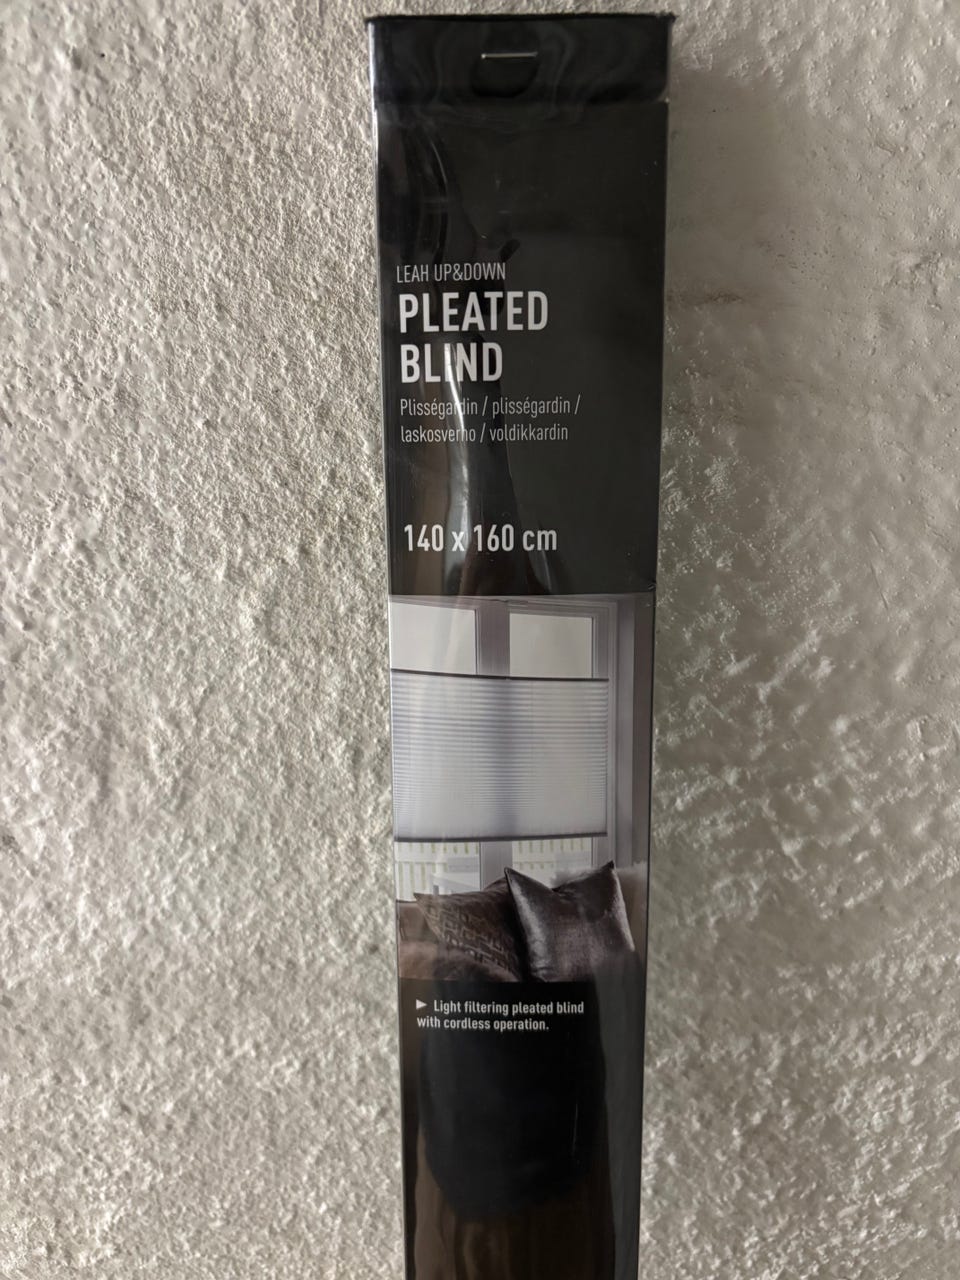 LEAH UP&DOWN
PLEATED
BLIND
Plisségardin / plisségardin /
laskosverho / voldikkardin
140 x 160 cm
► Light filtering pleated blind
with cordless operation.